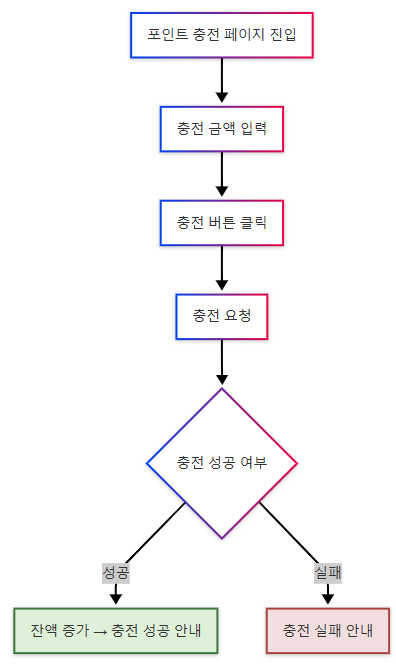 포인트 충전 페이지 진입
충전 금액 입력
충전 버튼 클릭
충전 요청
충전 성공 여부
성공
실패
잔액 증가 → 충전 성공 안내
충전 실패 안내